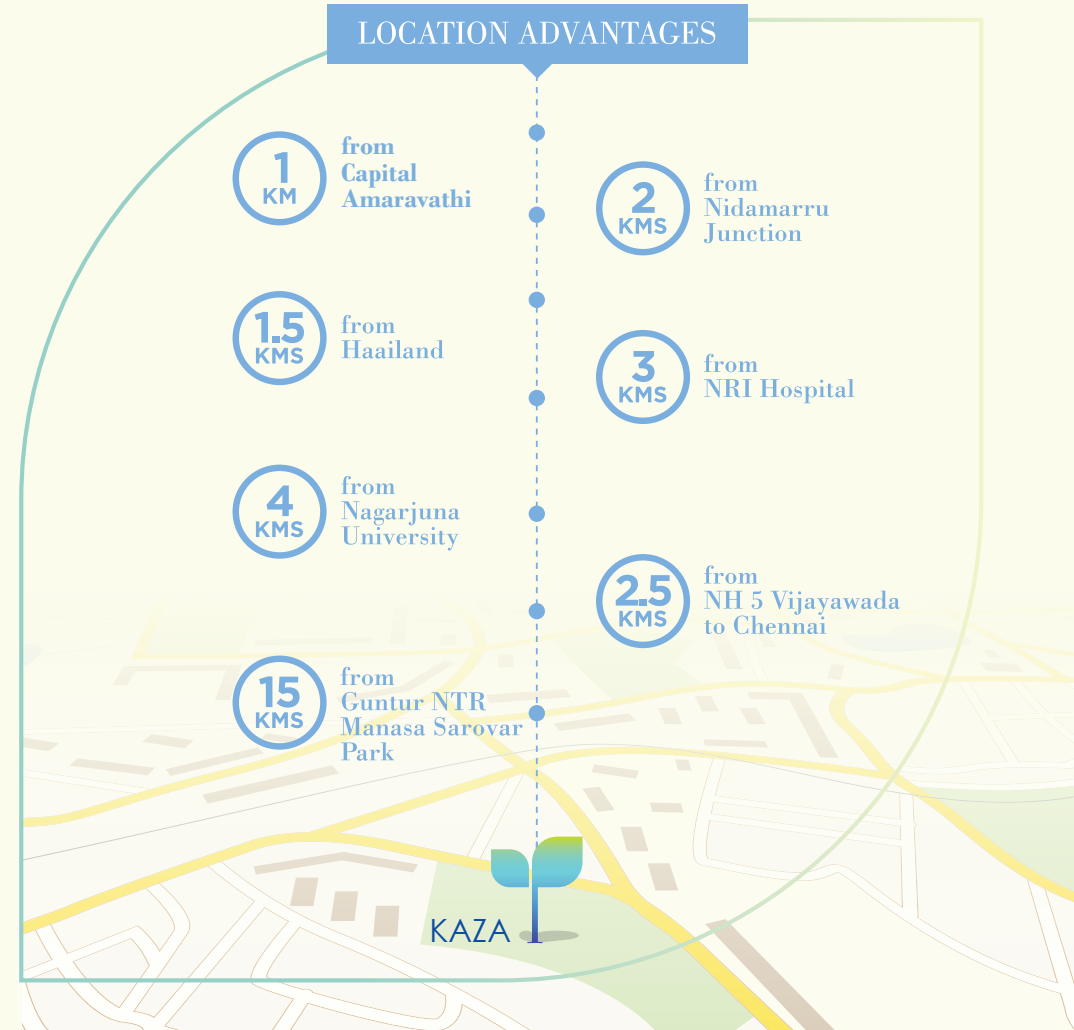 LOCATION ADVANTAGES
1
KM
from
Capital
Amaravathi
2
KMS
from
Nidamarru
Junction
1.5
KMS
from
Haailand
3
KMS
from
NRI Hospital
4
KMS
from
Nagarjuna
University
2.5
KMS
from
NH 5 Vijayawada
to Chennai
15
KMS
from
Guntur NTR
Manasa Sarovar
Park
KAZA